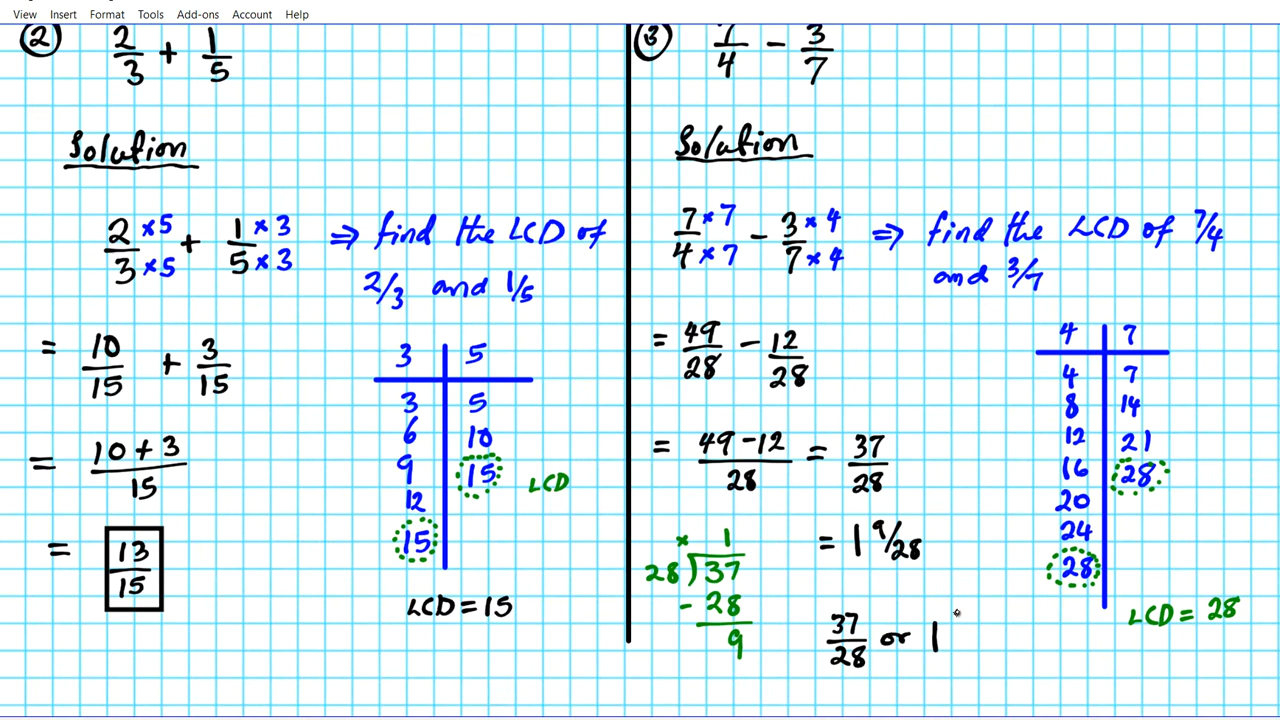 View Insert Format Tools Add-ons Account Help
② 2/3 + 1/5
Solution
2/3 ×5/×5 + 1/5 ×3/×3 ⇒ find the LCD of
2/3 and 1/5
= 10/15 + 3/15
= (10 + 3)/15
= 13/15
3 5
3 5
6 10
9 15 LCD
12
15
LCD = 15
③ 7/4 − 3/7
Solution
7/4 ×7/×7 − 3/7 ×4/×4 ⇒ find the LCD of 7/4
and 3/7
= 49/28 − 12/28
= (49 − 12)/28 = 37/28
= 1 9/28
× 1
28 ) 37
- 28
9
37/28 or 1
4 7
4 7
8 14
12 21
16 28
20
24
28
LCD = 28